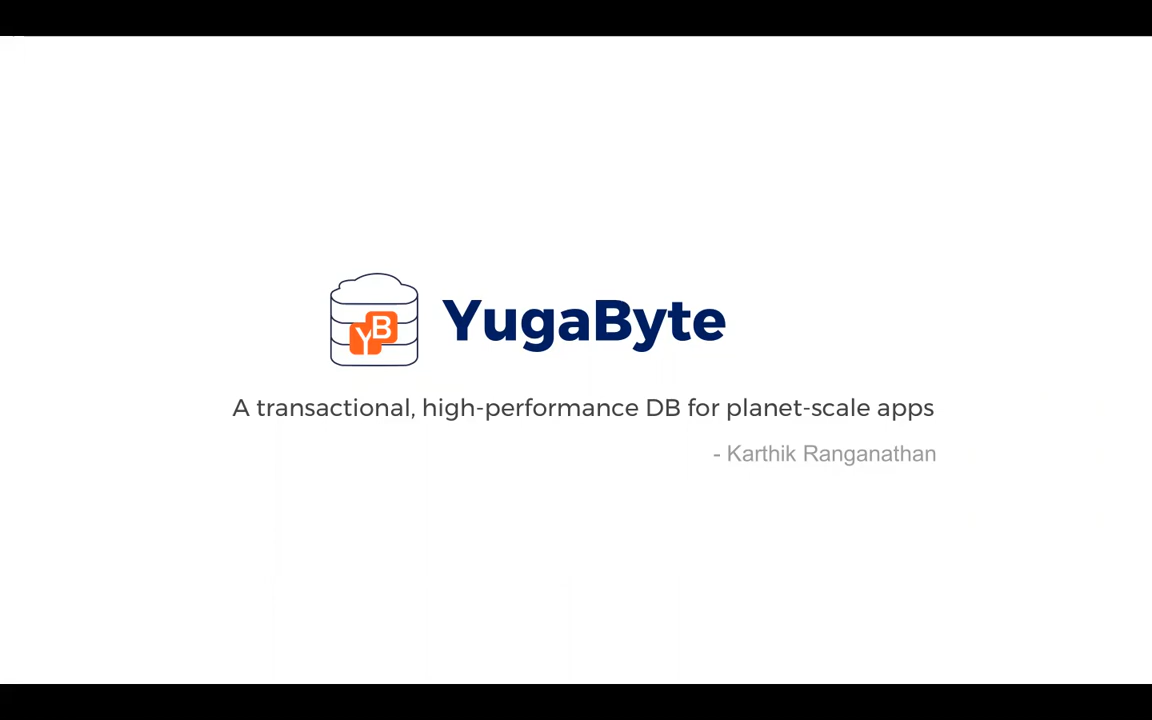 YB
YugaByte
A transactional, high-performance DB for planet-scale apps
- Karthik Ranganathan